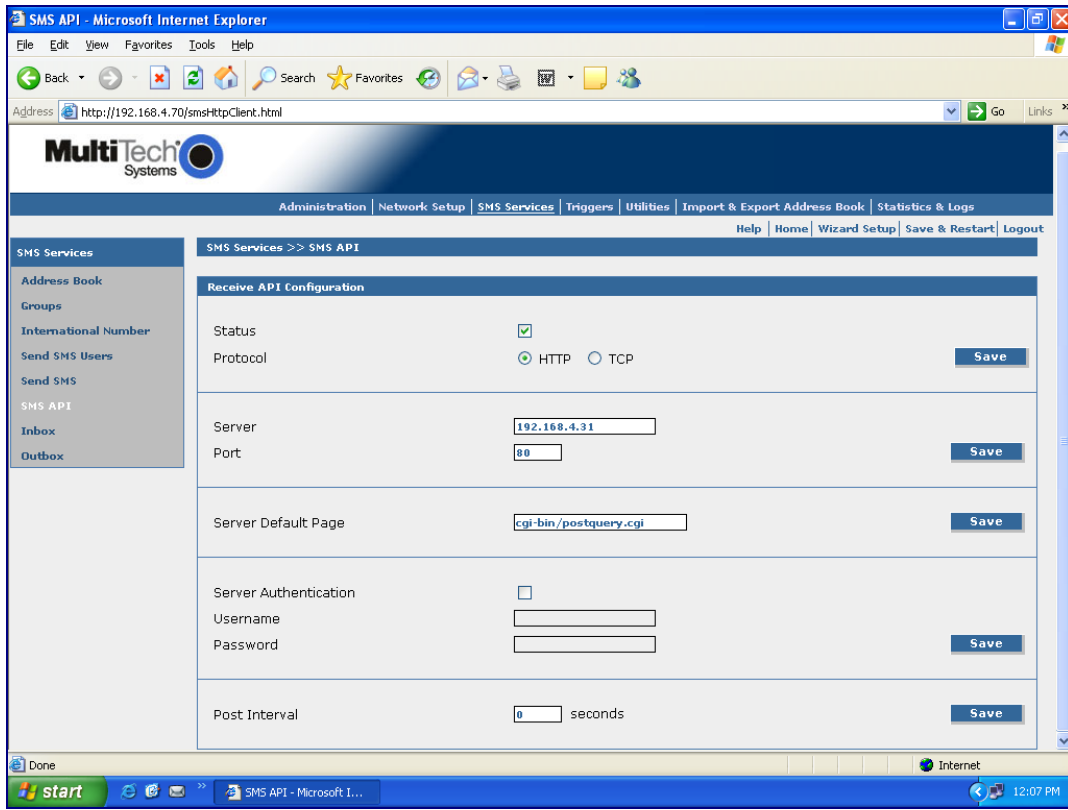 SMS API - Microsoft Internet Explorer
File Edit View Favorites Tools Help
Back Search Favorites
Address http://192.168.4.70/smsHttpClient.html Go Links »
MultiTech Systems
Administration | Network Setup | SMS Services | Triggers | Utilities | Import & Export Address Book | Statistics & Logs
Help | Home | Wizard Setup | Save & Restart | Logout
SMS Services
Address Book
Groups
International Number
Send SMS Users
Send SMS
SMS API
Inbox
Outbox
SMS Services >> SMS API
Receive API Configuration
Status
Protocol HTTP TCP Save
Server 192.168.4.31
Port 80 Save
Server Default Page cgi-bin/postquery.cgi Save
Server Authentication
Username
Password Save
Post Interval 0 seconds Save
Done Internet
start » SMS API - Microsoft I... 12:07 PM